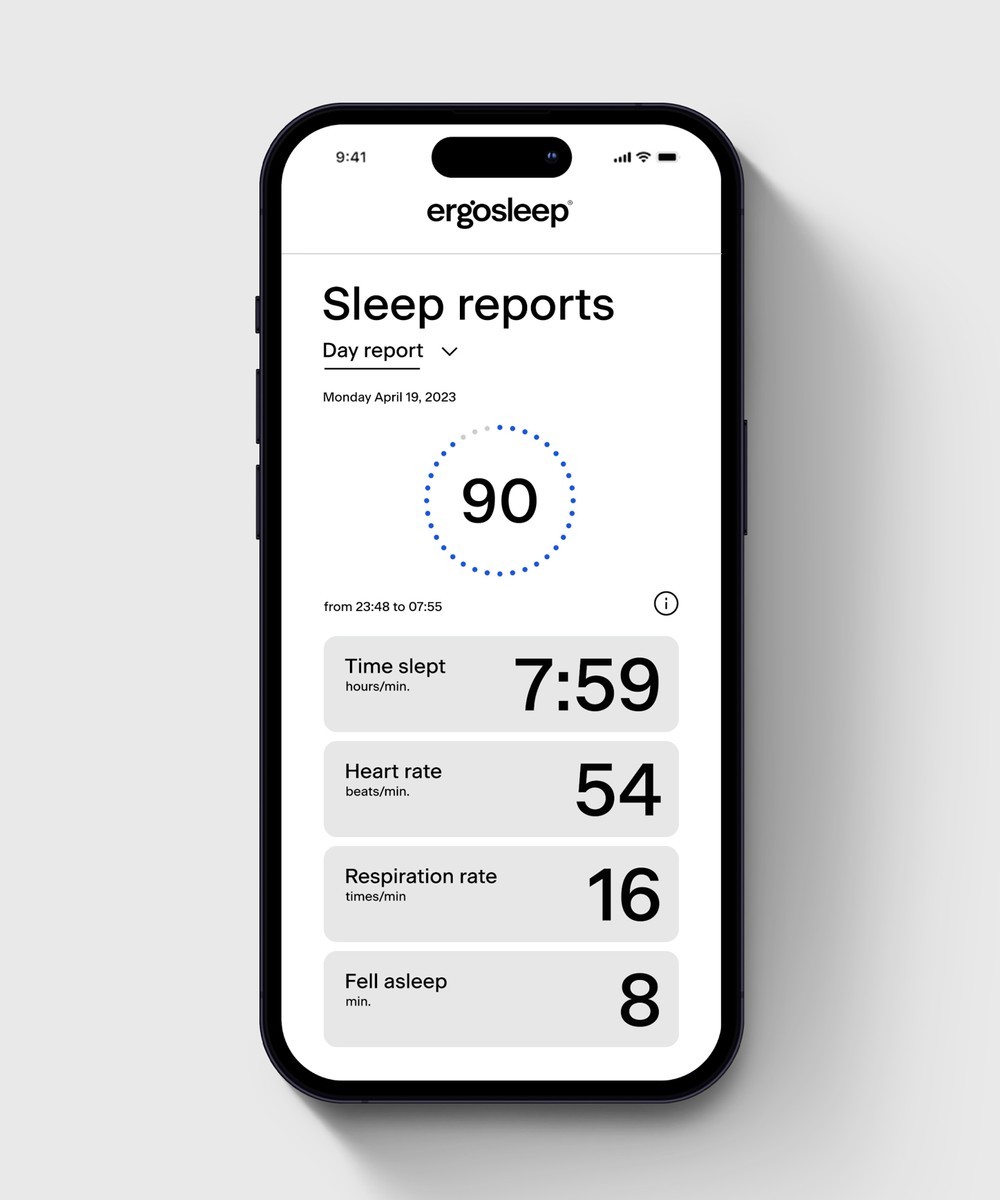 9:41
ergosleep®
Sleep reports
Day report
Monday April 19, 2023
90
from 23:48 to 07:55
Time slept
hours/min.
7:59
Heart rate
beats/min.
54
Respiration rate
times/min
16
Fell asleep
min.
8